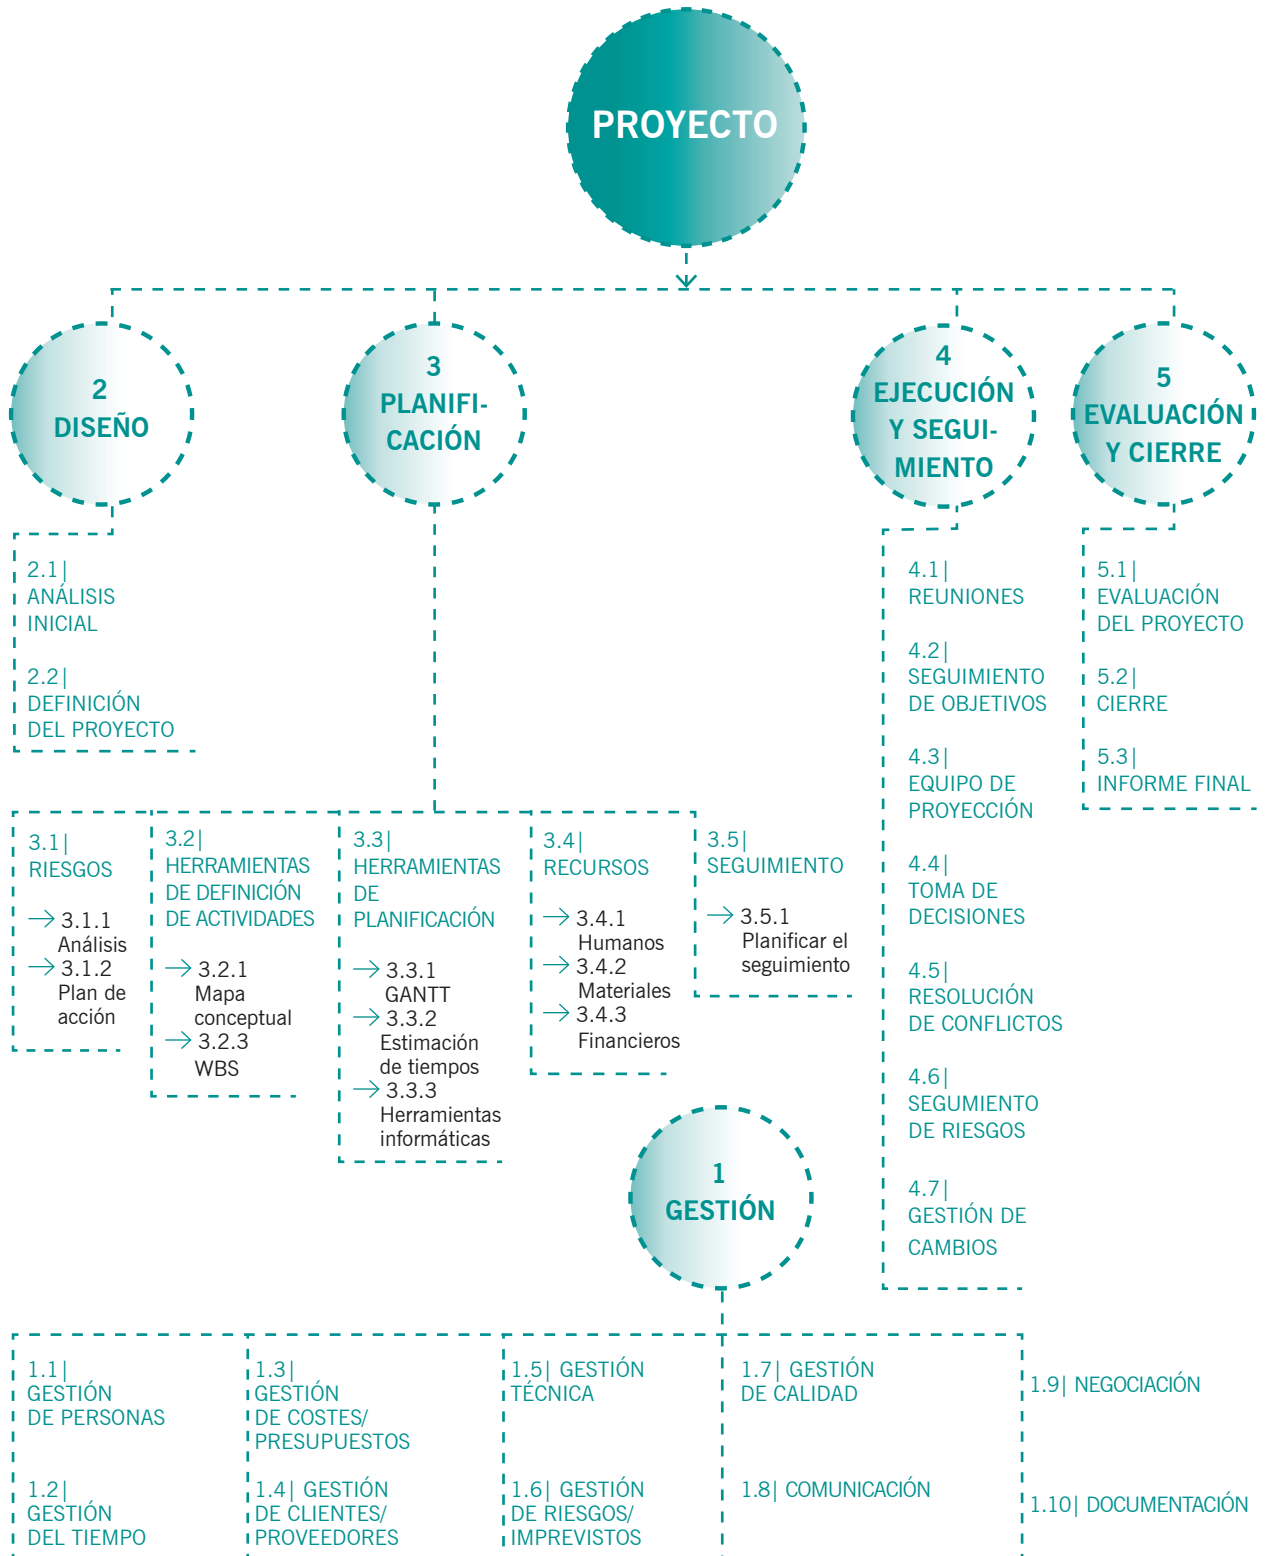 PROYECTO
2
DISEÑO
3
PLANIFI-
CACIÓN
4
EJECUCIÓN
Y SEGUI-
MIENTO
5
EVALUACIÓN
Y CIERRE
2.1|
ANÁLISIS
INICIAL
2.2|
DEFINICIÓN
DEL PROYECTO
4.1|
REUNIONES
4.2|
SEGUIMIENTO
DE OBJETIVOS
4.3|
EQUIPO DE
PROYECCIÓN
4.4|
TOMA DE
DECISIONES
4.5|
RESOLUCIÓN
DE CONFLICTOS
4.6|
SEGUMIENTO
DE RIESGOS
4.7|
GESTIÓN DE
CAMBIOS
5.1|
EVALUACIÓN
DEL PROYECTO
5.2|
CIERRE
5.3|
INFORME FINAL
3.1|
RIESGOS
→ 3.1.1
Análisis
→ 3.1.2
Plan de
acción
3.2|
HERRAMIENTAS
DE DEFINICIÓN
DE ACTIVIDADES
→ 3.2.1
Mapa
conceptual
→ 3.2.3
WBS
3.3|
HERRAMIENTAS
DE
PLANIFICACIÓN
→ 3.3.1
GANTT
→ 3.3.2
Estimación
de tiempos
→ 3.3.3
Herramientas
informáticas
3.4|
RECURSOS
→ 3.4.1
Humanos
→ 3.4.2
Materiales
→ 3.4.3
Financieros
3.5|
SEGUIMIENTO
→ 3.5.1
Planificar el
seguimiento
1
GESTIÓN
1.1|
GESTIÓN
DE PERSONAS
1.2|
GESTIÓN
DEL TIEMPO
1.3|
GESTIÓN
DE COSTES/
PRESUPUESTOS
1.4| GESTIÓN
DE CLIENTES/
PROVEEDORES
1.5| GESTIÓN
TÉCNICA
1.6| GESTIÓN
DE RIESGOS/
IMPREVISTOS
1.7| GESTIÓN
DE CALIDAD
1.8| COMUNICACIÓN
1.9| NEGOCIACIÓN
1.10| DOCUMENTACIÓN